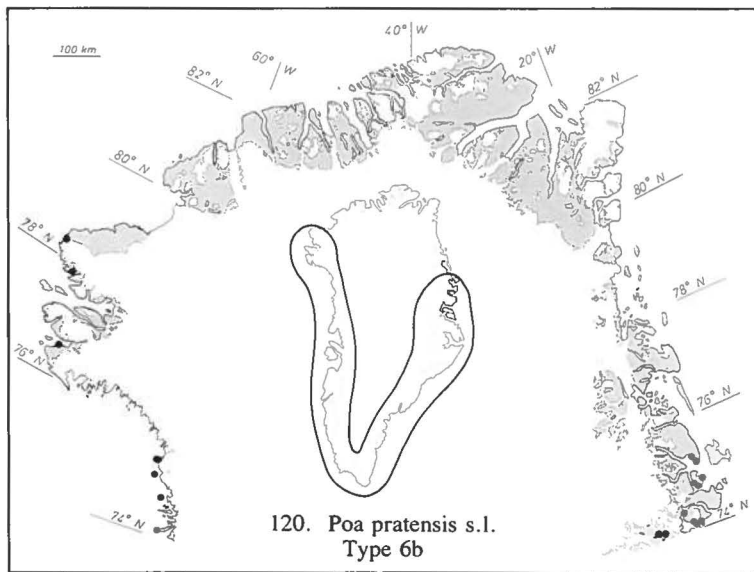 100 km
82° N
60° W
40° W
20° W
82° N
80° N
80° N
78° N
78° N
76° N
76° N
74° N
74° N
120. Poa pratensis s.l.
Type 6b